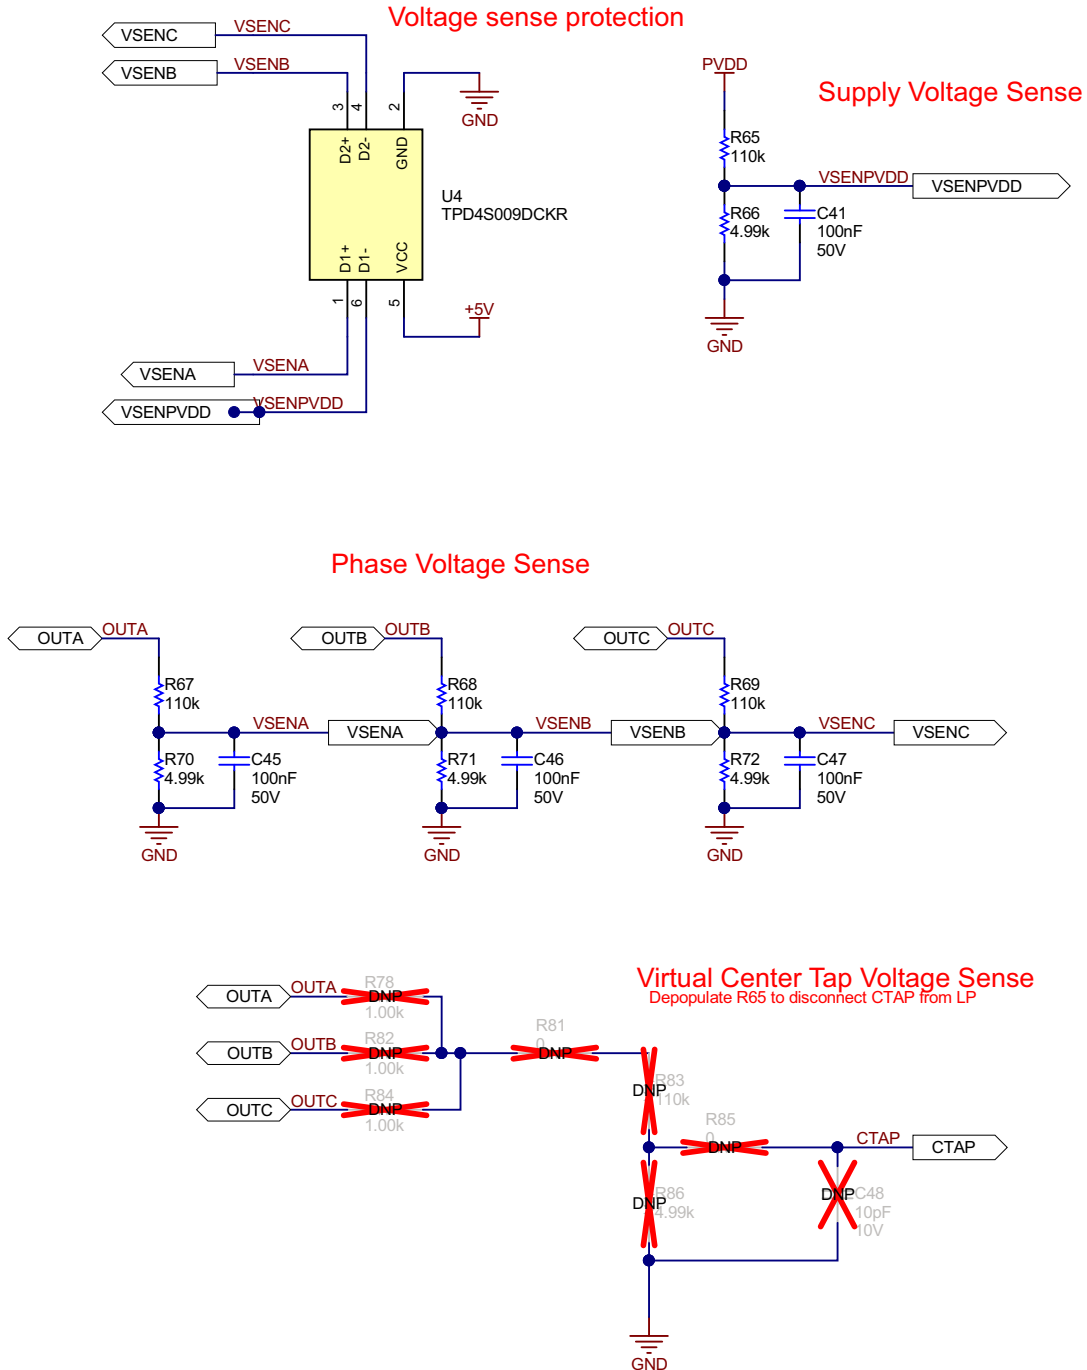 Voltage sense protection
VSENC
VSENC
VSENB
VSENB
3
4
2
D2+
D2-
GND
GND
U4
TPD4S009DCKR
D1+
D1-
VCC
1
6
5
+5V
VSENA
VSENA
VSENPVDD
VSENPVDD
Supply Voltage Sense
PVDD
R65
110k
VSENPVDD
VSENPVDD
R66
4.99k
C41
100nF
50V
GND
Phase Voltage Sense
OUTA
OUTA
R67
110k
VSENA
VSENA
R70
4.99k
C45
100nF
50V
GND
OUTB
OUTB
R68
110k
VSENB
VSENB
R71
4.99k
C46
100nF
50V
GND
OUTC
OUTC
R69
110k
VSENC
VSENC
R72
4.99k
C47
100nF
50V
GND
Virtual Center Tap Voltage Sense
Depopulate R65 to disconnect CTAP from LP
OUTA
OUTA
R78
DNP
1.00k
OUTB
OUTB
R82
DNP
1.00k
OUTC
OUTC
R84
DNP
1.00k
R81
0
DNP
R83
DNP
110k
R85
0
DNP
CTAP
CTAP
R86
DNP
4.99k
DNP
C48
10pF
10V
GND